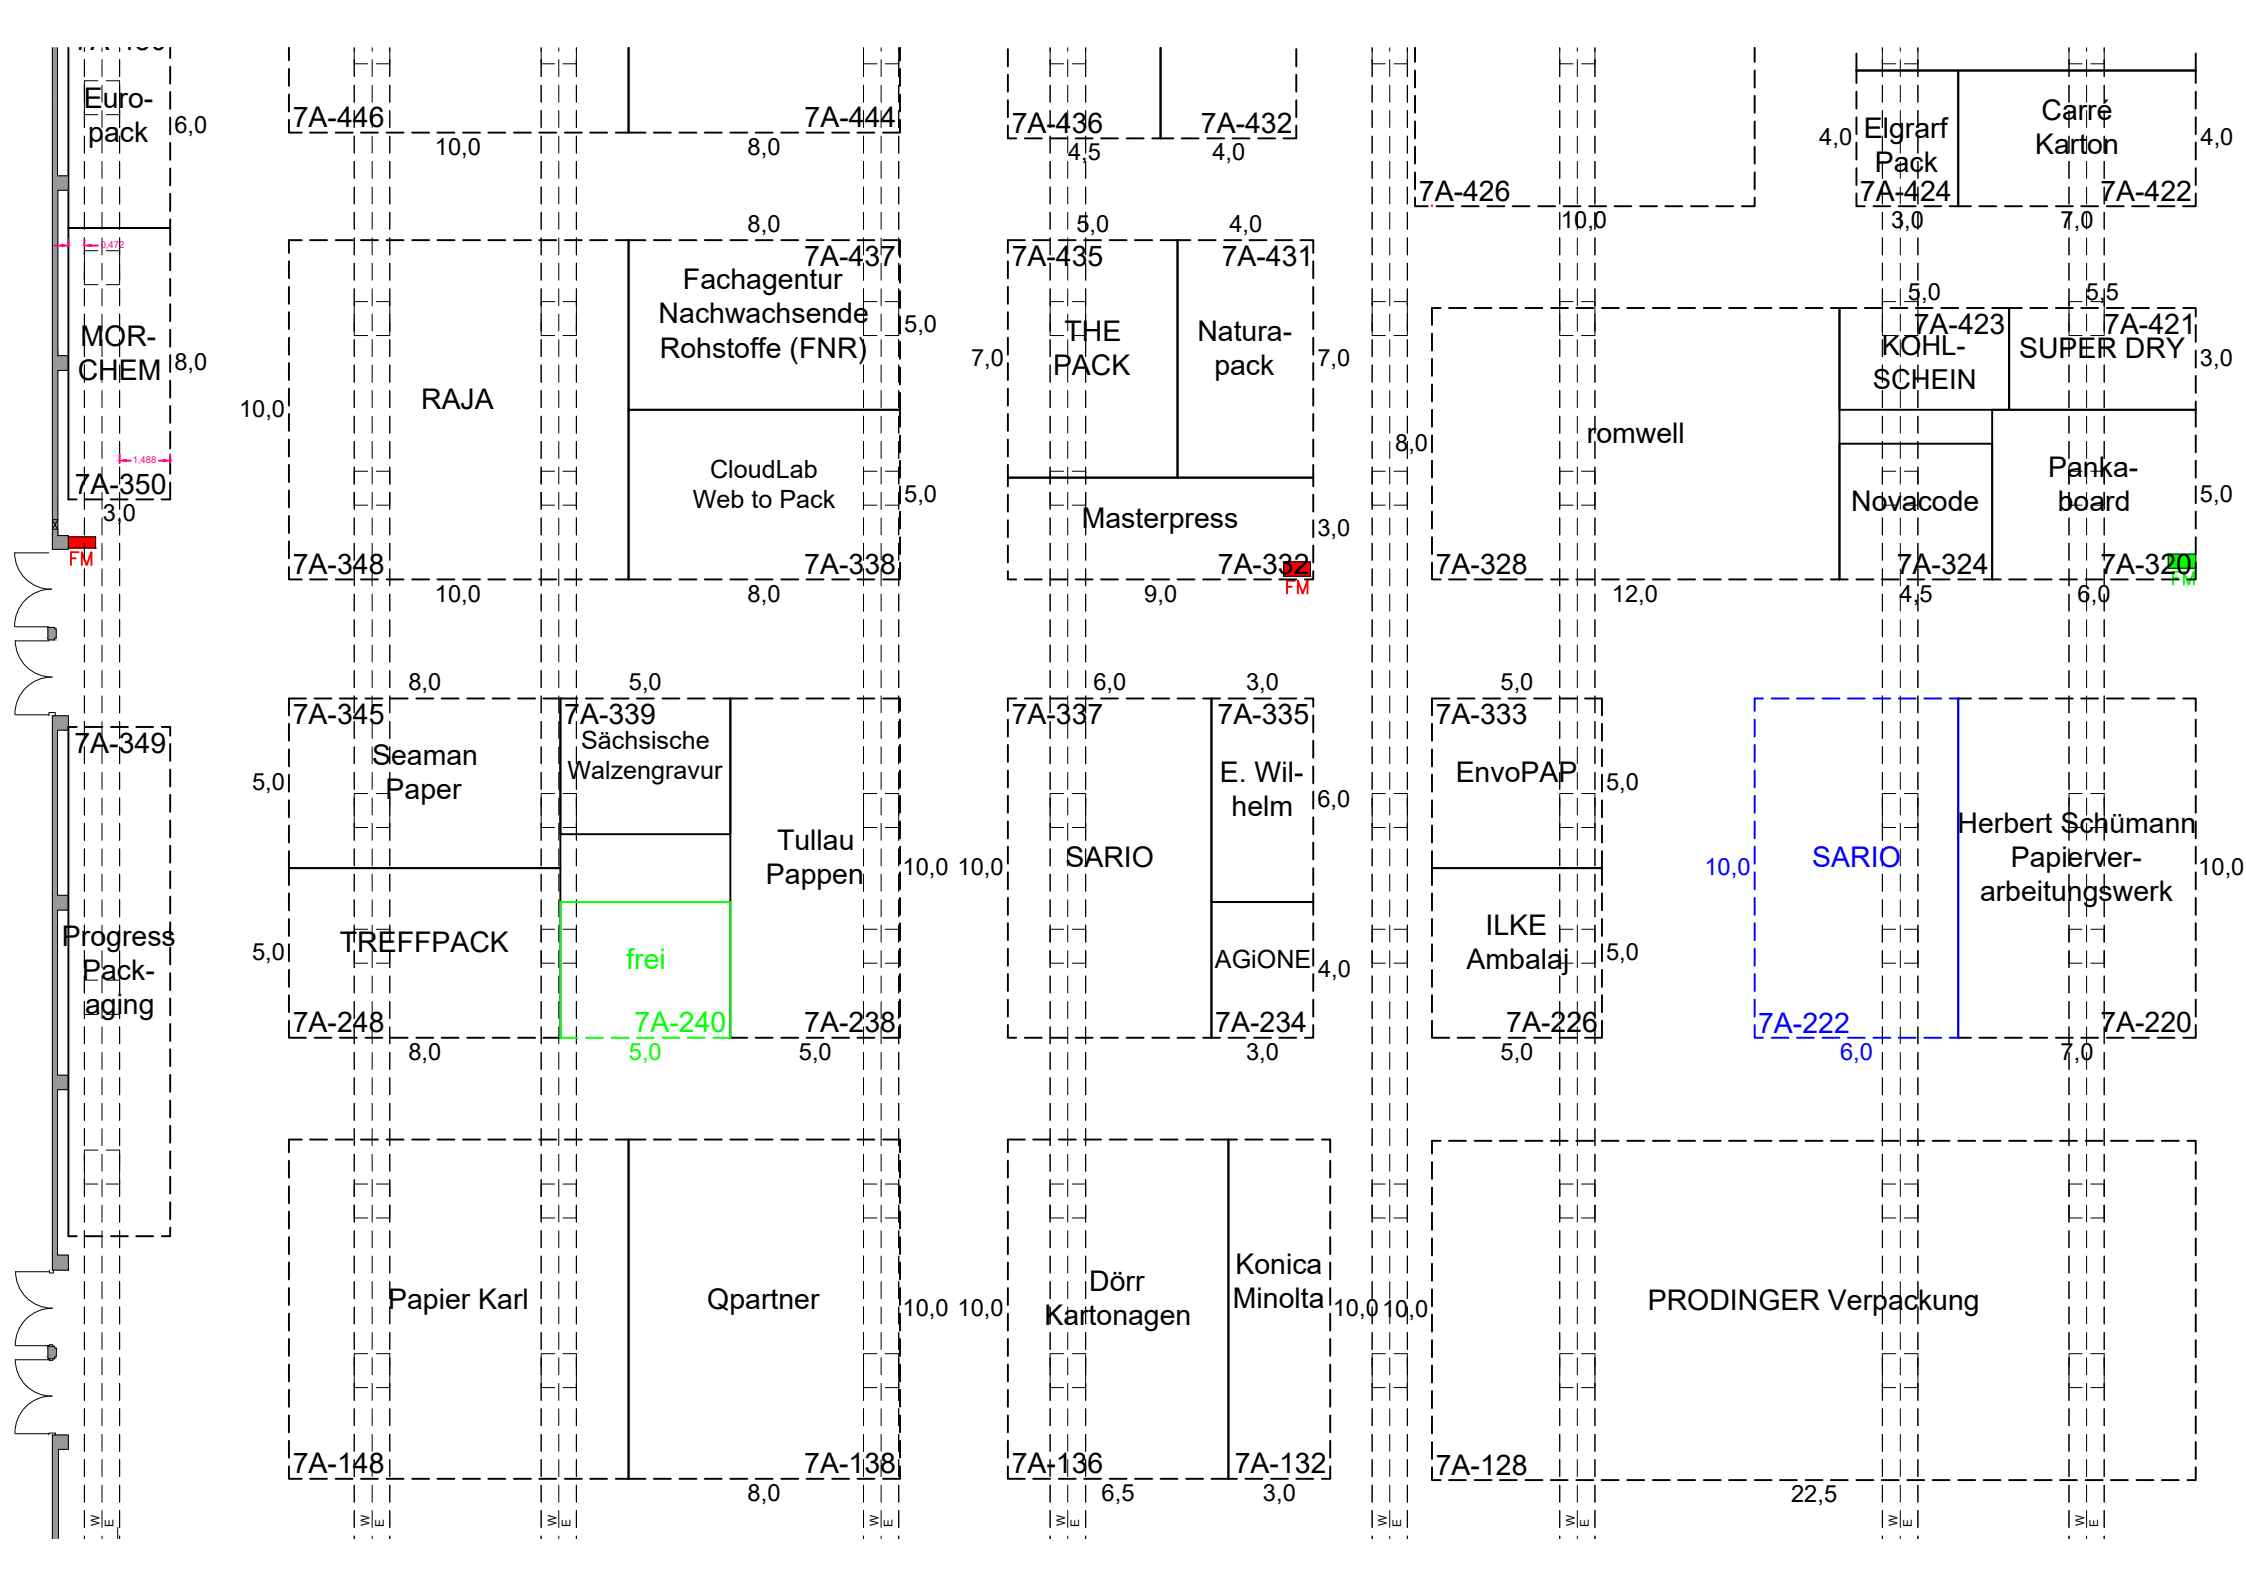 Euro-
pack
6,0
7A-446
10,0
7A-444
8,0
7A-436
4,5
7A-432
4,0
7A-426
10,0
4,0
Elgrarf
Pack
7A-424
3,0
Carré
Karton
7A-422
7,0
4,0
0,472
MOR-
CHEM
8,0
1,488
7A-350
3,0
FM
10,0
RAJA
7A-348
10,0
8,0
7A-437
Fachagentur
Nachwachsende
Rohstoffe (FNR)
5,0
CloudLab
Web to Pack
5,0
7A-338
8,0
5,0
7A-435
THE
PACK
7,0
4,0
7A-431
Natura-
pack
7,0
Masterpress
3,0
7A-332
FM
9,0
8,0
romwell
7A-328
12,0
5,0
7A-423
KOHL-
SCHEIN
5,5
7A-421
SUPER DRY
3,0
Novacode
7A-324
4,5
Panka-
board
5,0
7A-320
FM
6,0
7A-349
Progress
Pack-
aging
8,0
7A-345
Seaman
Paper
5,0
TREFFPACK
5,0
7A-248
8,0
5,0
7A-339
Sächsische
Walzengravur
frei
7A-240
5,0
Tullau
Pappen
10,0
7A-238
5,0
6,0
7A-337
10,0
SARIO
3,0
7A-335
E. Wil-
helm
6,0
AGiONE
4,0
7A-234
3,0
5,0
7A-333
EnvoPAP
5,0
ILKE
Ambalaj
5,0
7A-226
5,0
10,0
SARIO
7A-222
6,0
Herbert Schümann
Papierver-
arbeitungswerk
10,0
7A-220
7,0
Papier Karl
7A-148
Qpartner
10,0
7A-138
8,0
10,0
Dörr
Kartonagen
7A-136
6,5
Konica
Minolta
10,0
7A-132
3,0
10,0
PRODINGER Verpackung
7A-128
22,5
W E
W E
W E
W E
W E
W E
W E
W E
W E